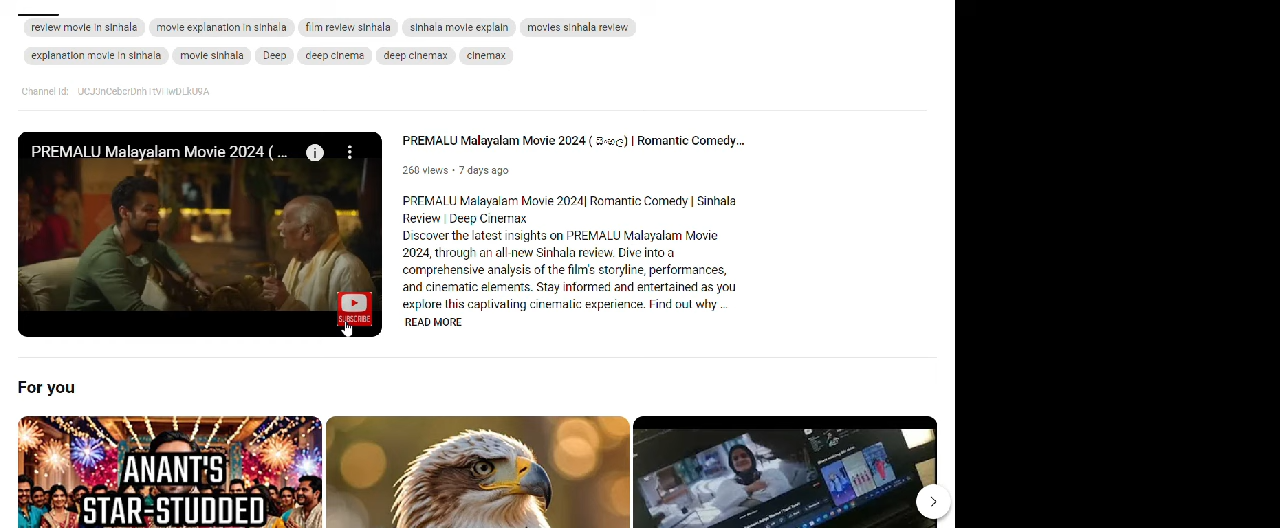 review movie in sinhala movie explanation in sinhala film review sinhala sinhala movie explain movies sinhala review
explanation movie in sinhala movie sinhala Deep deep cinema deep cinemax cinemax
Channel Id:
PREMALU Malayalam Movie 2024 ( ...
SUBSCRIBE
PREMALU Malayalam Movie 2024 ( සිංහල) | Romantic Comedy...
268 views • 7 days ago
PREMALU Malayalam Movie 2024| Romantic Comedy | Sinhala
Review | Deep Cinemax
Discover the latest insights on PREMALU Malayalam Movie
2024, through an all-new Sinhala review. Dive into a
comprehensive analysis of the film's storyline, performances,
and cinematic elements. Stay informed and entertained as you
explore this captivating cinematic experience. Find out why ...
READ MORE
For you
ANANT'S
STAR-STUDDED